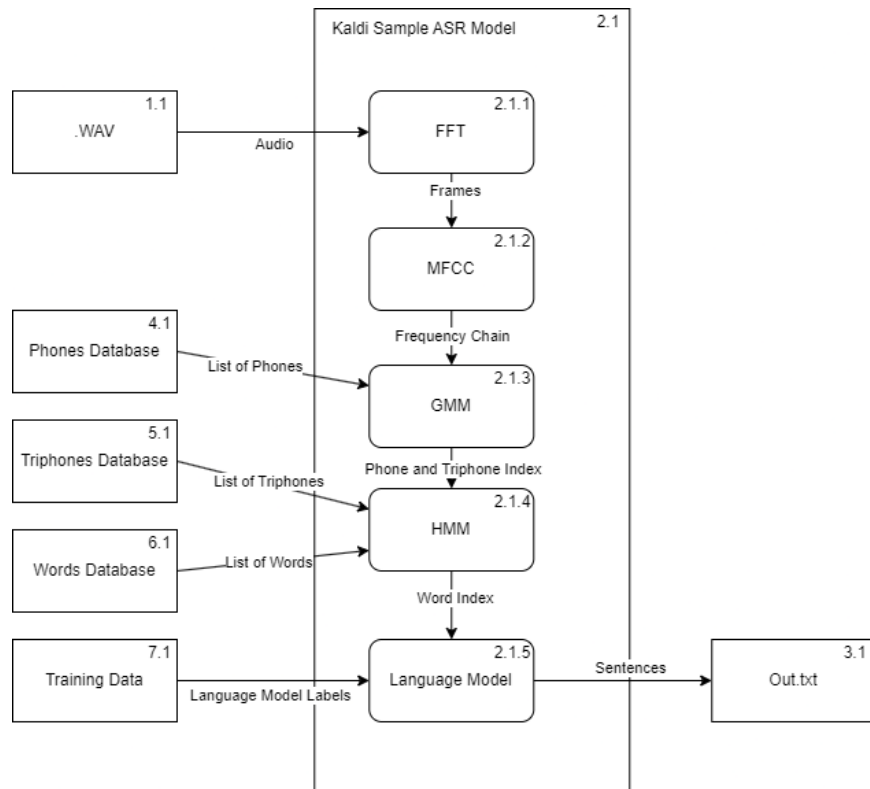 Kaldi Sample ASR Model
2.1
1.1
.WAV
Audio
2.1.1
FFT
Frames
2.1.2
MFCC
Frequency Chain
4.1
Phones Database
List of Phones
2.1.3
GMM
Phone and Triphone Index
5.1
Triphones Database
List of Triphones
2.1.4
HMM
6.1
Words Database
List of Words
Word Index
7.1
Training Data
Language Model Labels
2.1.5
Language Model
Sentences
3.1
Out.txt